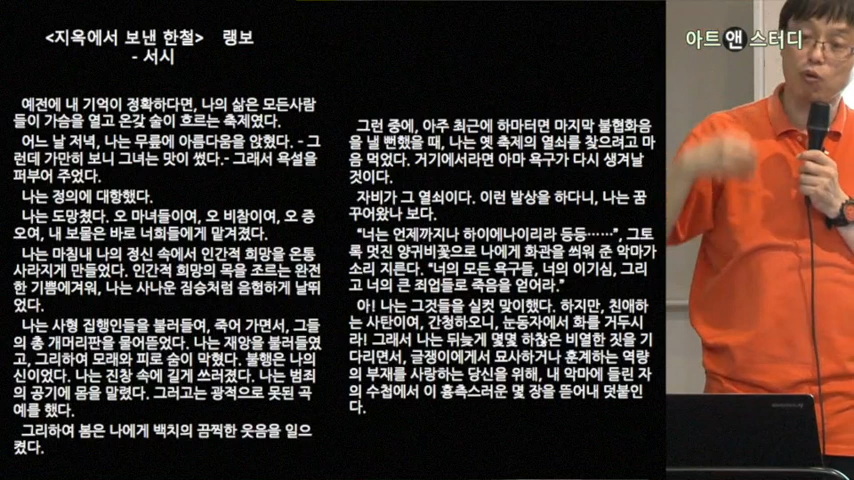 <지옥에서 보낸 한철> 랭보
- 서시
예전에 내 기억이 정확하다면, 나의 삶은 모든사람
들이 가슴을 열고 온갖 술이 흐르는 축제였다.
어느 날 저녁, 나는 무릎에 아름다움을 앉혔다. - 그
런데 가만히 보니 그녀는 맛이 썼다.- 그래서 욕설을
퍼부어 주었다.
나는 정의에 대항했다.
나는 도망쳤다. 오 마녀들이여, 오 비참이여, 오 증
오여, 내 보물은 바로 너희들에게 맡겨졌다.
나는 마침내 나의 정신 속에서 인간적 희망을 온통
사라지게 만들었다. 인간적 희망의 목을 조르는 완전
한 기쁨에겨워, 나는 사나운 짐승처럼 음험하게 날뛰
었다.
나는 사형 집행인들을 불러들여, 죽어 가면서, 그들
의 총 개머리판을 물어뜯었다. 나는 재앙을 불러들였
고, 그리하여 모래와 피로 숨이 막혔다. 불행은 나의
신이었다. 나는 진창 속에 길게 쓰러졌다. 나는 범죄
의 공기에 몸을 말렸다. 그러고는 광적으로 못된 곡
예를 했다.
그리하여 봄은 나에게 백치의 끔찍한 웃음을 일으
켰다.
그런 중에, 아주 최근에 하마터면 마지막 불협화음
을 낼 뻔했을 때, 나는 옛 축제의 열쇠를 찾으려고 마
음 먹었다. 거기에서라면 아마 욕구가 다시 생겨날
것이다.
자비가 그 열쇠이다. 이런 발상을 하다니, 나는 꿈
꾸어왔나 보다.
“너는 언제까지나 하이에나이리라 등등……”, 그토
록 멋진 양귀비꽃으로 나에게 화관을 씌워 준 악마가
소리 지른다. “너의 모든 욕구들, 너의 이기심, 그리
고 너의 큰 죄업들로 죽음을 얻어라.”
아! 나는 그것들을 실컷 맞이했다. 하지만, 친애하
는 사탄이여, 간청하오니, 눈동자에서 화를 거두시
라! 그래서 나는 뒤늦게 몇몇 하찮은 비열한 짓을 기
다리면서, 글쟁이에게서 묘사하거나 훈계하는 역량
의 부재를 사랑하는 당신을 위해, 내 악마에 들린 자
의 수첩에서 이 흉측스러운 몇 장을 뜯어내 덧붙인
다.
아트앤스터디